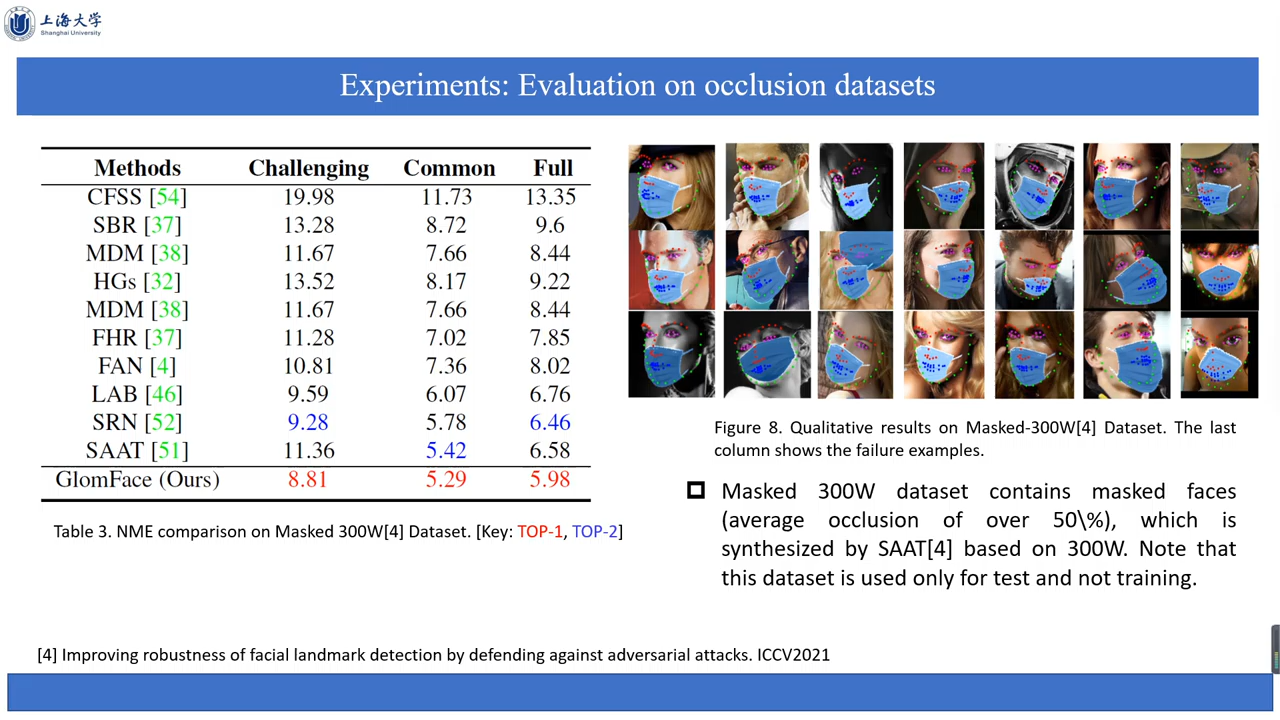 上海大学
Shanghai University
Experiments: Evaluation on occlusion datasets
Methods Challenging Common Full
CFSS [54] 19.98 11.73 13.35
SBR [37] 13.28 8.72 9.6
MDM [38] 11.67 7.66 8.44
HGs [32] 13.52 8.17 9.22
MDM [38] 11.67 7.66 8.44
FHR [37] 11.28 7.02 7.85
FAN [4] 10.81 7.36 8.02
LAB [46] 9.59 6.07 6.76
SRN [52] 9.28 5.78 6.46
SAAT [51] 11.36 5.42 6.58
GlomFace (Ours) 8.81 5.29 5.98
Table 3. NME comparison on Masked 300W[4] Dataset. [Key: TOP-1, TOP-2]
Figure 8. Qualitative results on Masked-300W[4] Dataset. The last
column shows the failure examples.
Masked 300W dataset contains masked faces
(average occlusion of over 50\%), which is
synthesized by SAAT[4] based on 300W. Note that
this dataset is used only for test and not training.
[4] Improving robustness of facial landmark detection by defending against adversarial attacks. ICCV2021